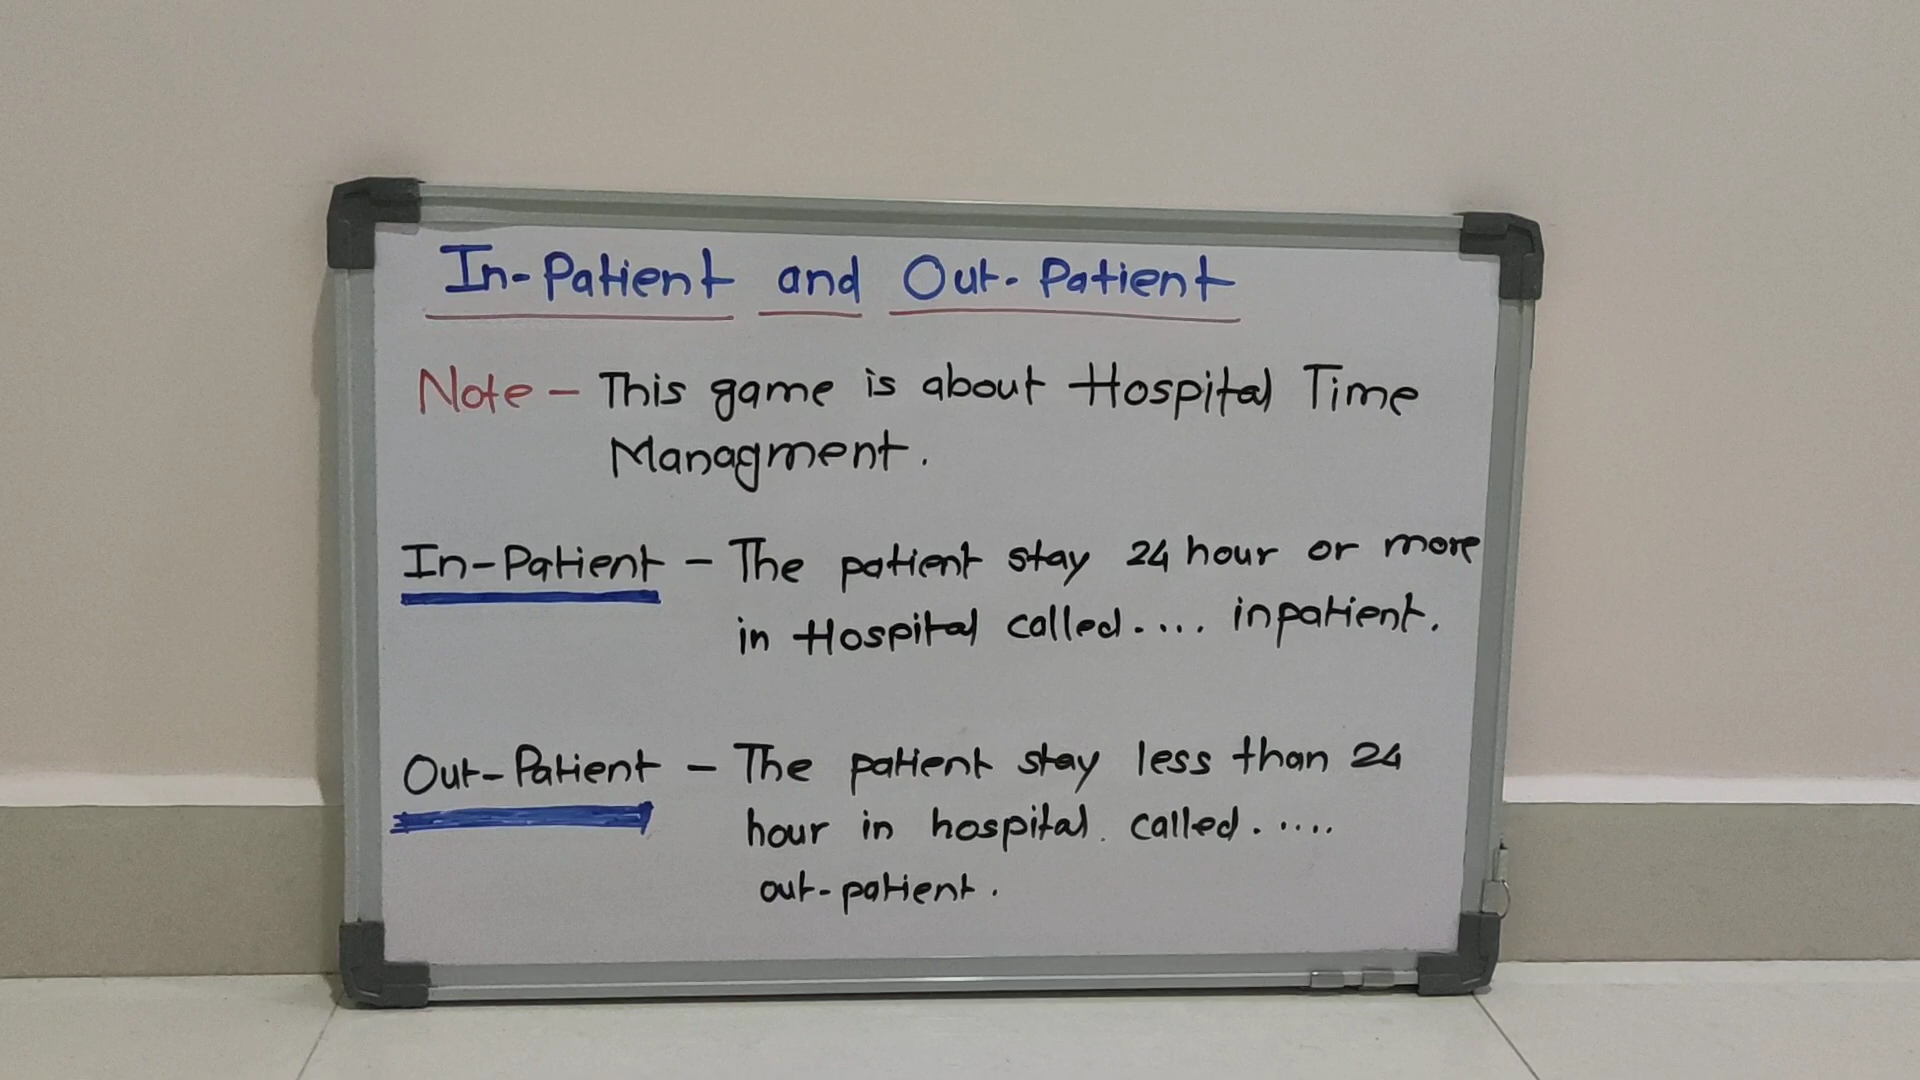 In-Patient and Out-Patient
Note - This game is about Hospital Time
Managment.
In-Patient - The patient stay 24 hour or more
in Hospital called.... inpatient.
Out-Patient - The patient stay less than 24
hour in hospital. called.....
out-patient.